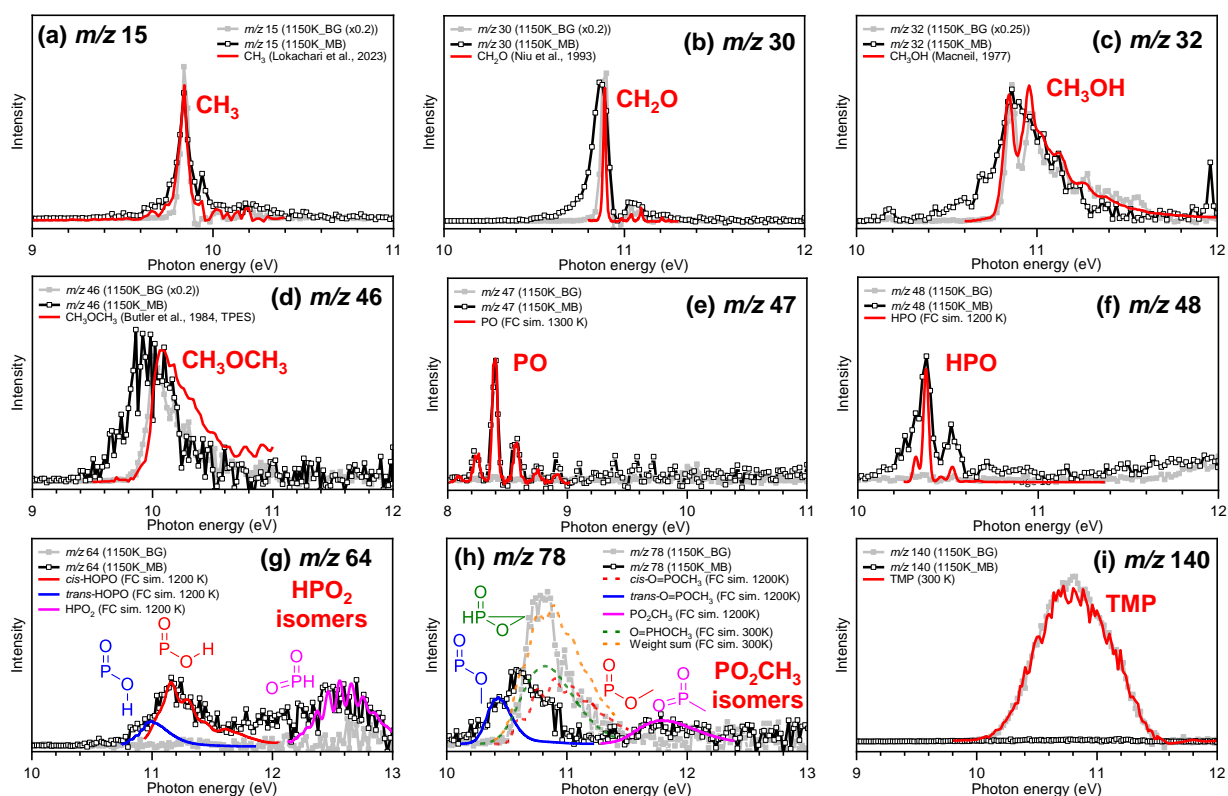 (a) m/z 15
m/z 15 (1150K_BG (x0.2))
m/z 15 (1150K_MB)
CH3 (Lokachari et al., 2023)
CH3
Intensity
9 10 11
Photon energy (eV)
(b) m/z 30
m/z 30 (1150K_BG (x0.2))
m/z 30 (1150K_MB)
CH2O (Niu et al., 1993)
CH2O
Intensity
10 11 12
Photon energy (eV)
(c) m/z 32
m/z 32 (1150K_BG (x0.25))
m/z 32 (1150K_MB)
CH3OH (Macneil, 1977)
CH3OH
Intensity
10 11 12
Photon energy (eV)
(d) m/z 46
m/z 46 (1150K_BG (x0.2))
m/z 46 (1150K_MB)
CH3OCH3 (Butler et al., 1984, TPES)
CH3OCH3
Intensity
9 10 11 12
Photon energy (eV)
(e) m/z 47
m/z 47 (1150K_BG)
m/z 47 (1150K_MB)
PO (FC sim. 1300 K)
PO
Intensity
8 9 10 11
Photon energy (eV)
(f) m/z 48
m/z 48 (1150K_BG)
m/z 48 (1150K_MB)
HPO (FC sim. 1200 K)
HPO
Intensity
10 11 12
Photon energy (eV)
(g) m/z 64
m/z 64 (1150K_BG)
m/z 64 (1150K_MB)
cis-HOPO (FC sim. 1200 K)
trans-HOPO (FC sim. 1200 K)
HPO2 (FC sim. 1200 K)
HPO2
isomers
O
P
O
H
O
P
O
H
O
O
PH
Intensity
10 11 12 13
Photon energy (eV)
(h) m/z 78
m/z 78 (1150K_BG)
m/z 78 (1150K_MB)
cis-O=POCH3 (FC sim. 1200K)
trans-O=POCH3 (FC sim. 1200K)
PO2CH3 (FC sim. 1200K)
O=PHOCH3 (FC sim. 300K)
Weight sum (FC sim. 300K)
PO2CH3
isomers
O
HP
O
O
P
O
O
P
O
O
P
O
Intensity
10 11 12 13
Photon energy (eV)
(i) m/z 140
m/z 140 (1150K_BG)
m/z 140 (1150K_MB)
TMP (300 K)
TMP
Intensity
9 10 11 12
Photon energy (eV)